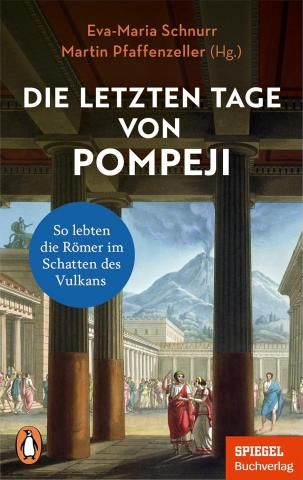 Eva-Maria Schnurr
Martin Pfaffenzeller (Hg.)
DIE LETZTEN TAGE
VON
POMPEJI
So lebten
die Römer im
Schatten des
Vulkans
SPIEGEL
Buchverlag